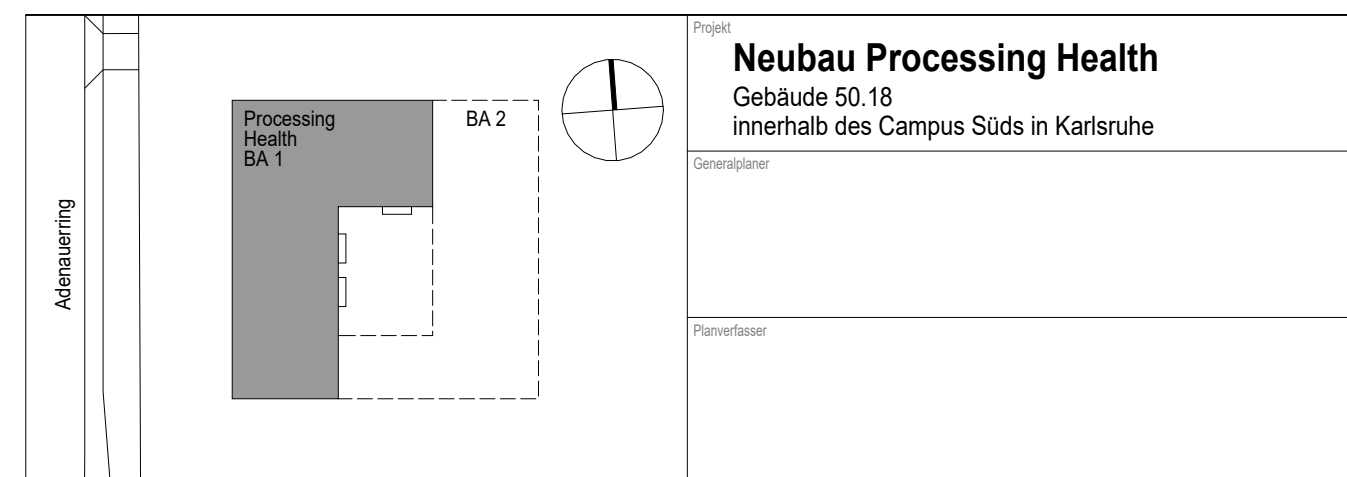 Adenauerring
Processing
Health
BA 1
BA 2
Projekt
Neubau Processing Health
Gebäude 50.18
innerhalb des Campus Süds in Karlsruhe
Generalplaner
Planverfasser